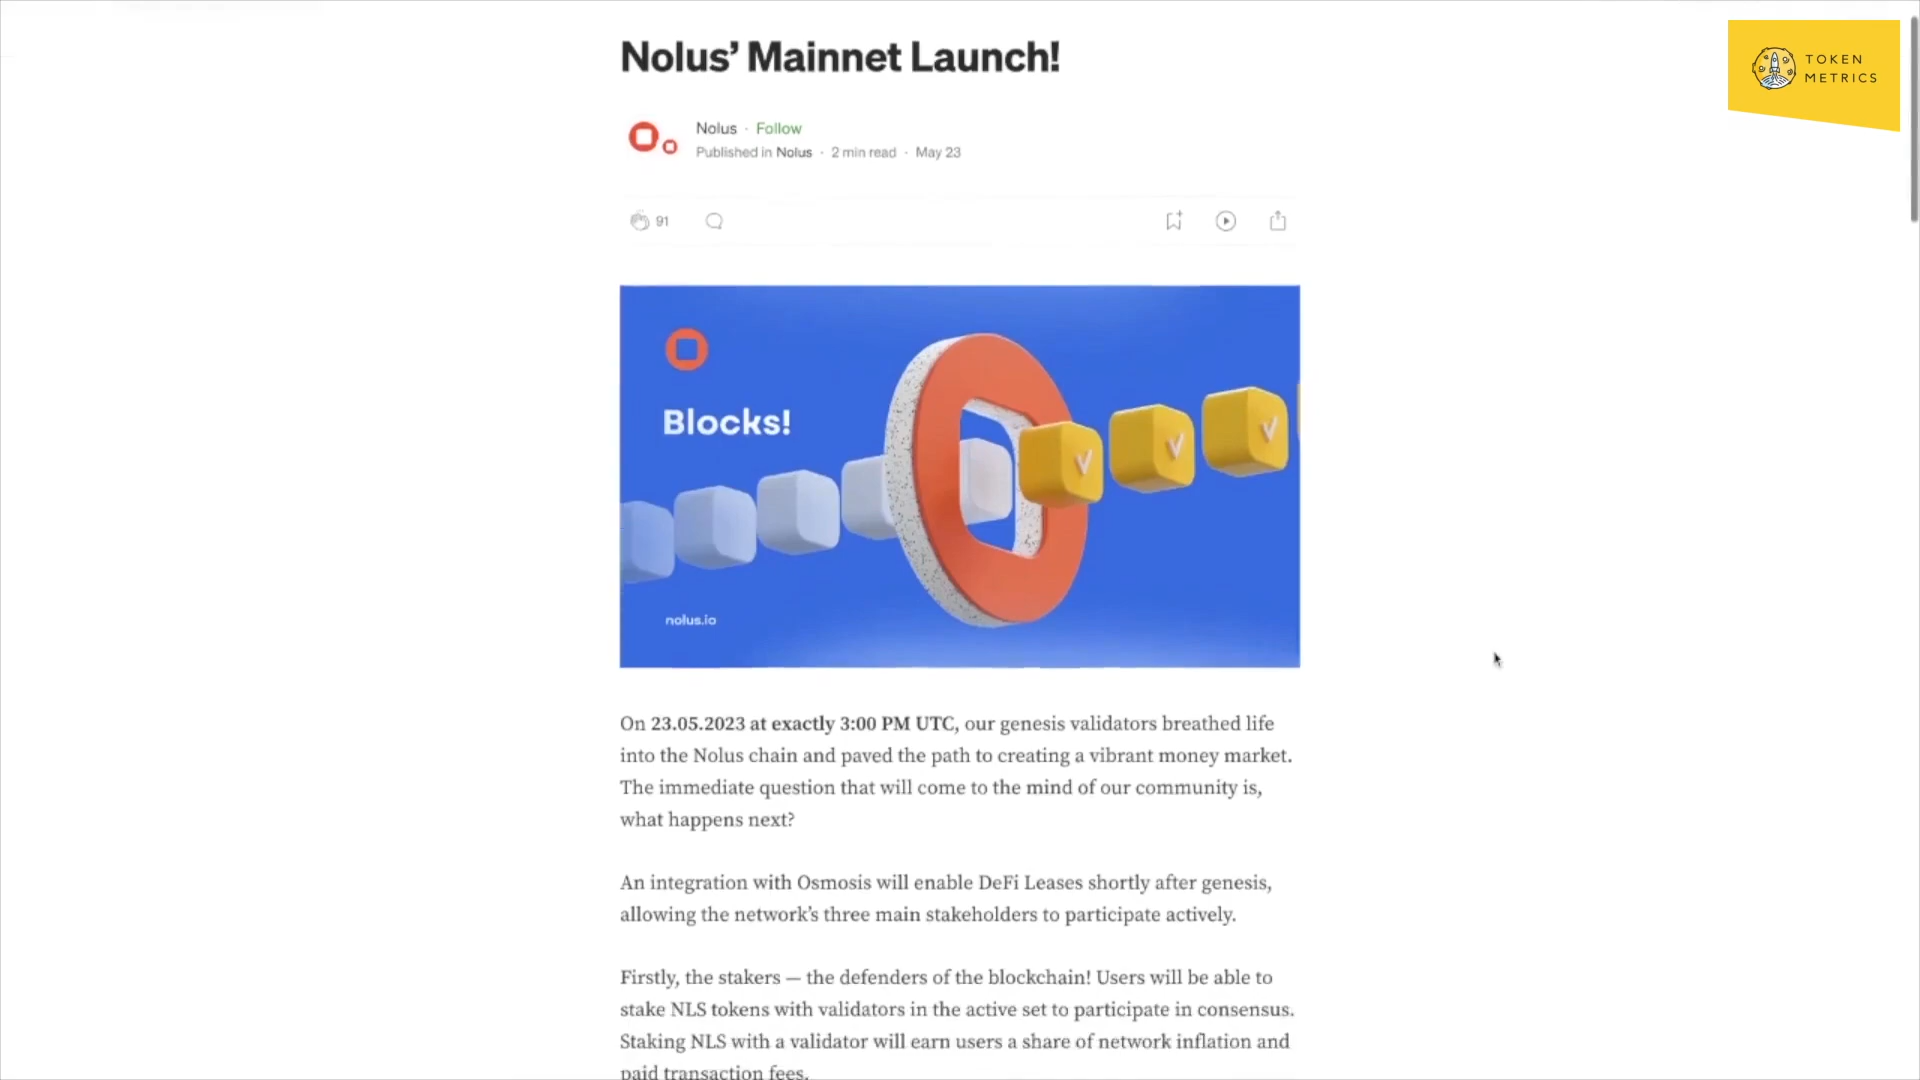 Nolus’ Mainnet Launch!
TOKEN
METRICS
Nolus · Follow
Published in Nolus · 2 min read · May 23
91
Blocks!
nolus.io
On 23.05.2023 at exactly 3:00 PM UTC, our genesis validators breathed life
into the Nolus chain and paved the path to creating a vibrant money market.
The immediate question that will come to the mind of our community is,
what happens next?
An integration with Osmosis will enable DeFi Leases shortly after genesis,
allowing the network’s three main stakeholders to participate actively.
Firstly, the stakers — the defenders of the blockchain! Users will be able to
stake NLS tokens with validators in the active set to participate in consensus.
Staking NLS with a validator will earn users a share of network inflation and
paid transaction fees.